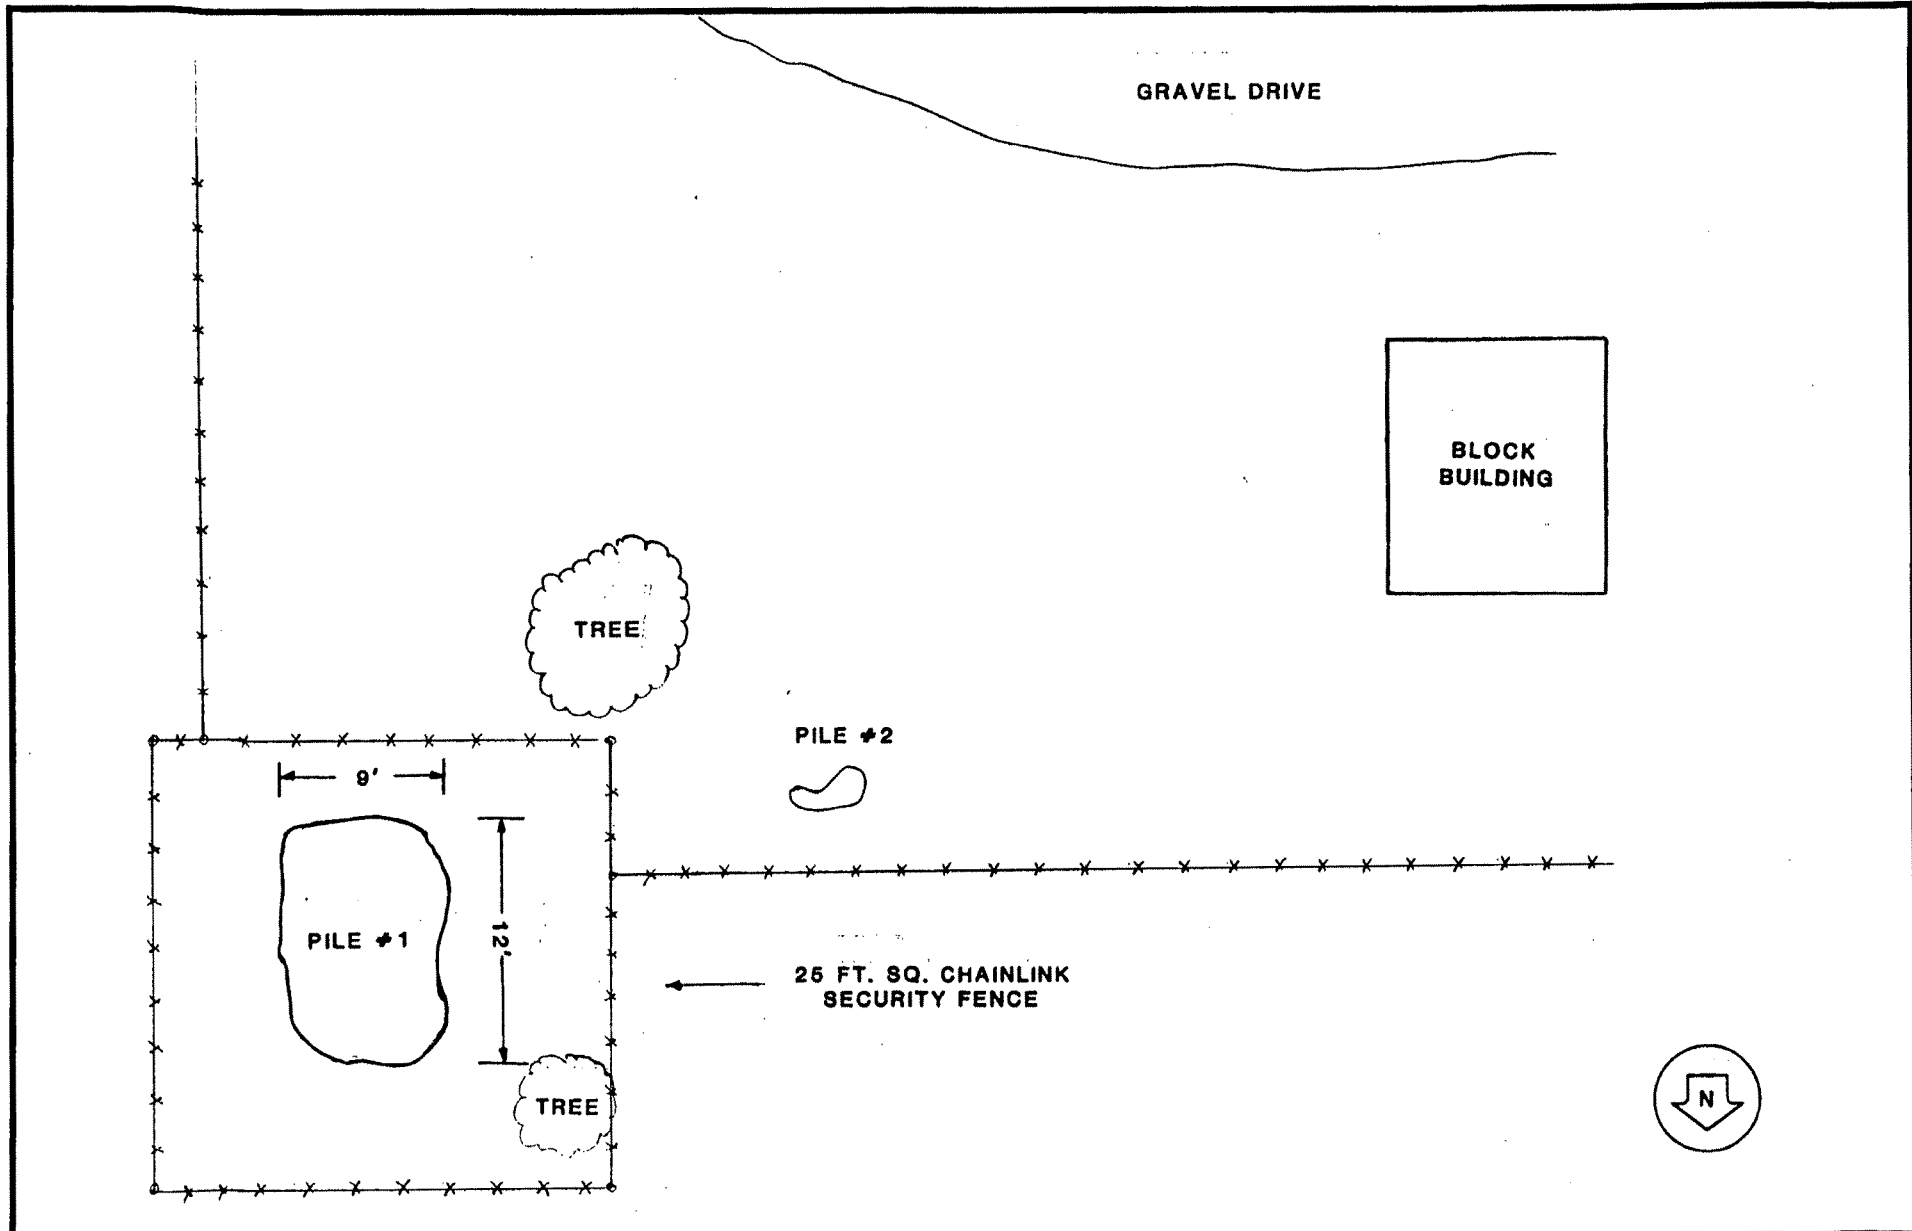 GRAVEL DRIVE
BLOCK
BUILDING
TREE
PILE #2
9'
12'
PILE #1
25 FT. SQ. CHAINLINK
SECURITY FENCE
TREE
N